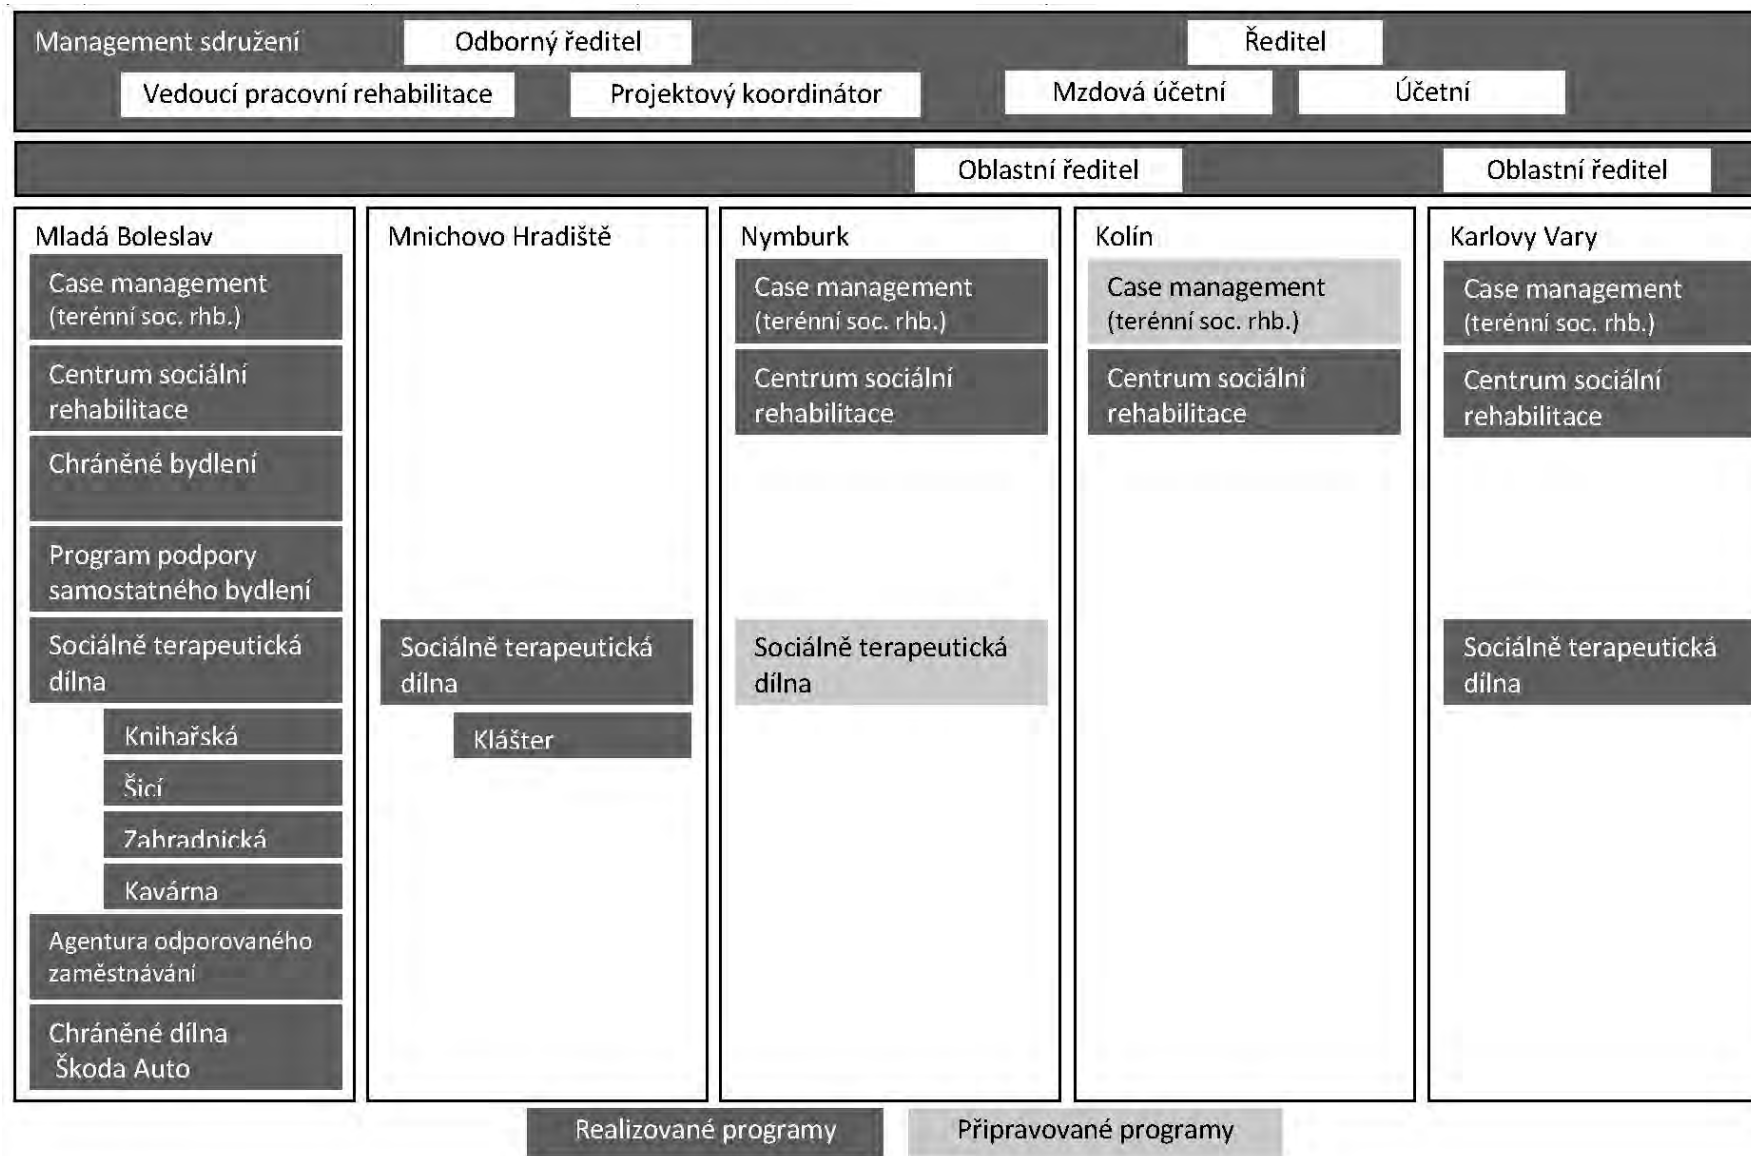 Management sdružení
Odborný ředitel
Ředitel
Vedoucí pracovní rehabilitace
Projektový koordinátor
Mzdová účetní
Účetní
Oblastní ředitel
Oblastní ředitel
Mladá Boleslav
Case management
(terénní soc. rhb.)
Centrum sociální
rehabilitace
Chráněné bydlení
Program podpory
samostatného bydlení
Sociálně terapeutická
dílna
Knihařská
Šicí
Zahradnická
Kavárna
Agentura odporovaného
zaměstnávání
Chráněné dílna
Škoda Auto
Mnichovo Hradiště
Sociálně terapeutická
dílna
Klášter
Nymburk
Case management
(terénní soc. rhb.)
Centrum sociální
rehabilitace
Sociálně terapeutická
dílna
Kolín
Case management
(terénní soc. rhb.)
Centrum sociální
rehabilitace
Karlovy Vary
Case management
(terénní soc. rhb.)
Centrum sociální
rehabilitace
Sociálně terapeutická
dílna
Realizované programy
Připravované programy